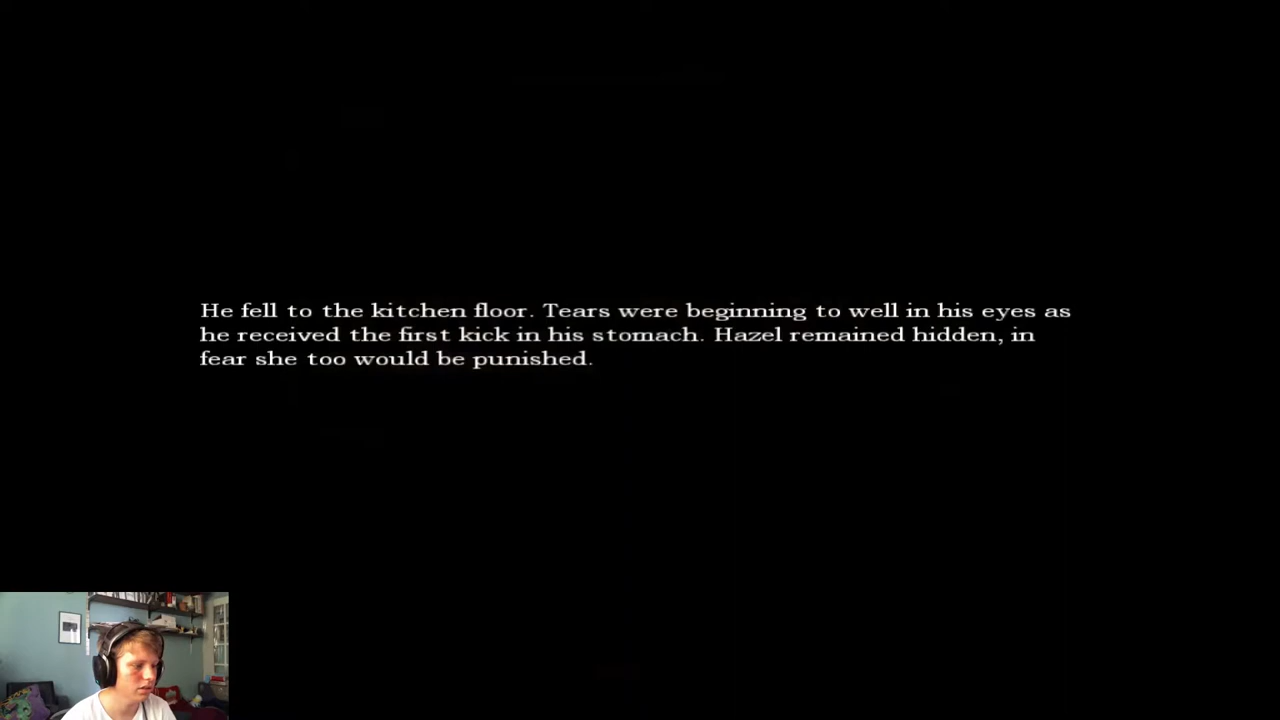 He fell to the kitchen floor. Tears were beginning to well in his eyes as
he received the first kick in his stomach. Hazel remained hidden, in
fear she too would be punished.